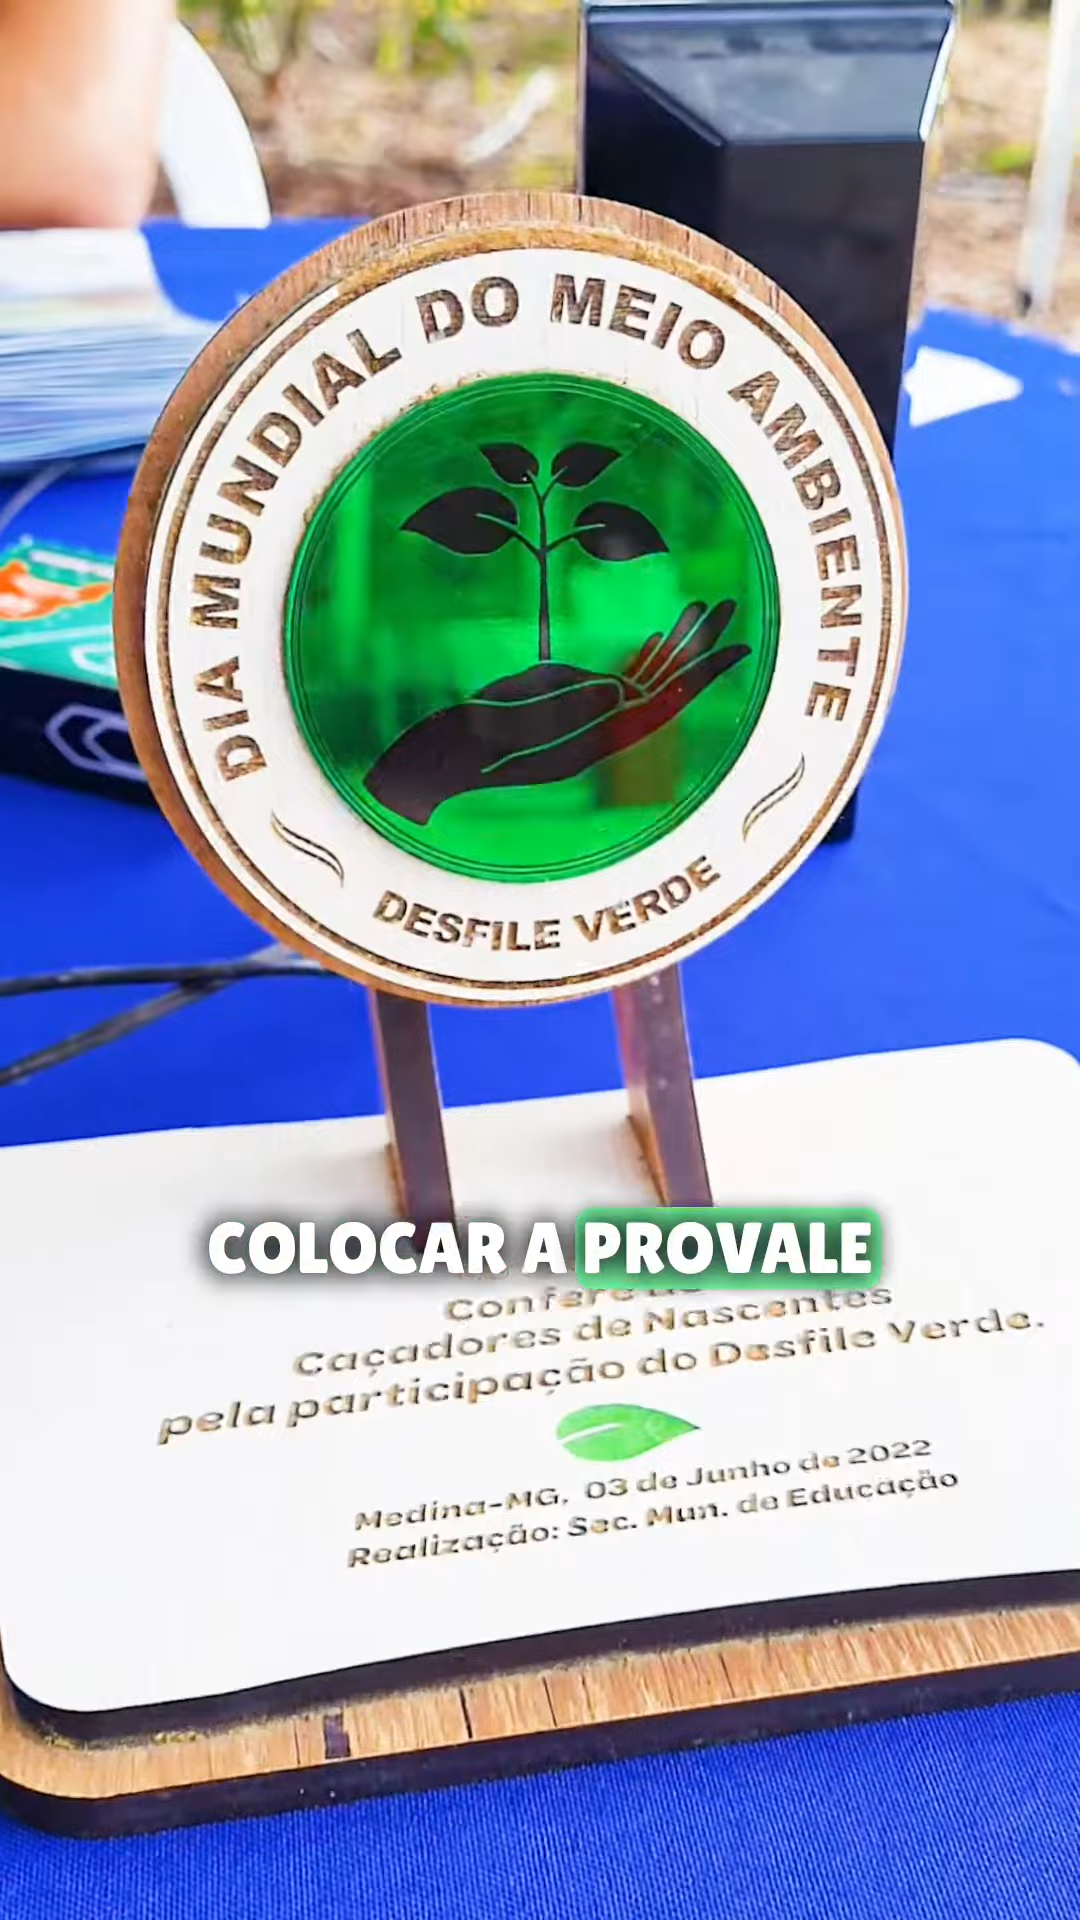 DIA MUNDIAL DO MEIO AMBIENTE
DESFILE VERDE
COLOCAR A PROVALE
Caçadores de Nascentes
pela participação do Desfile Verde.
Medina-MG, 03 de Junho de 2022
Realização: Sec. Mun. de Educação